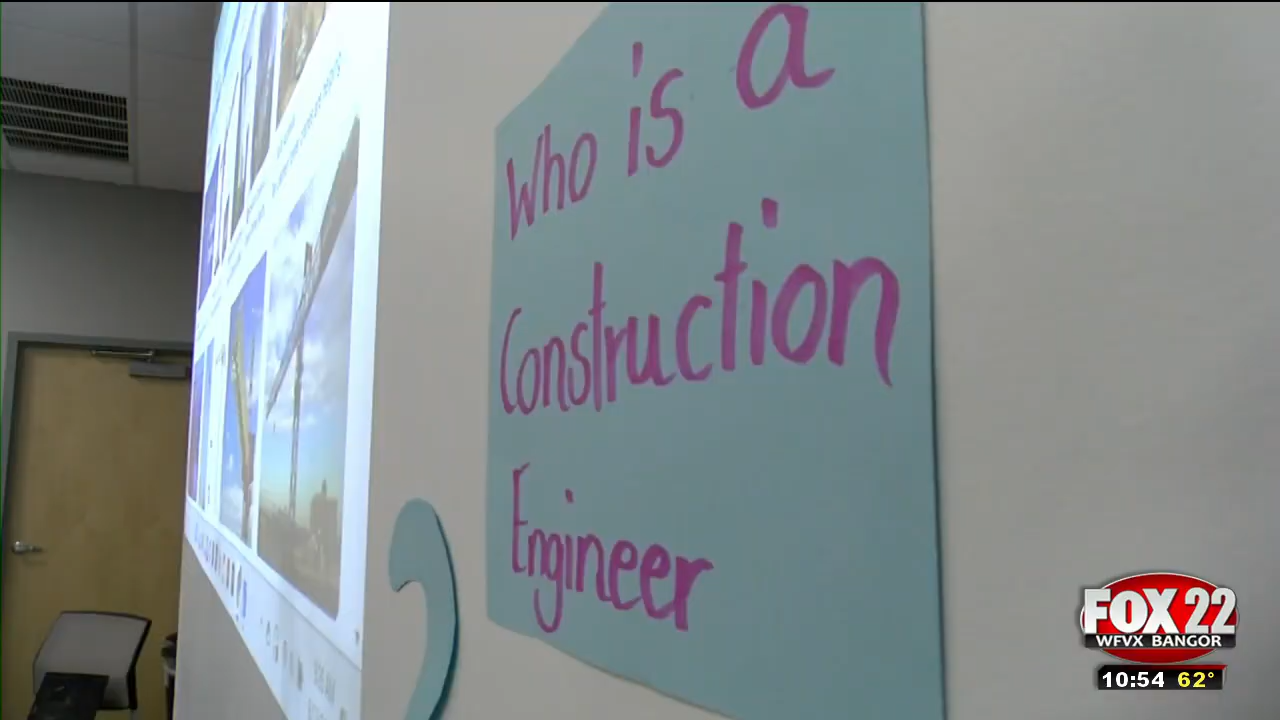 Who is a
Construction
Engineer
FOX 22
WFVX BANGOR
10:54 62°